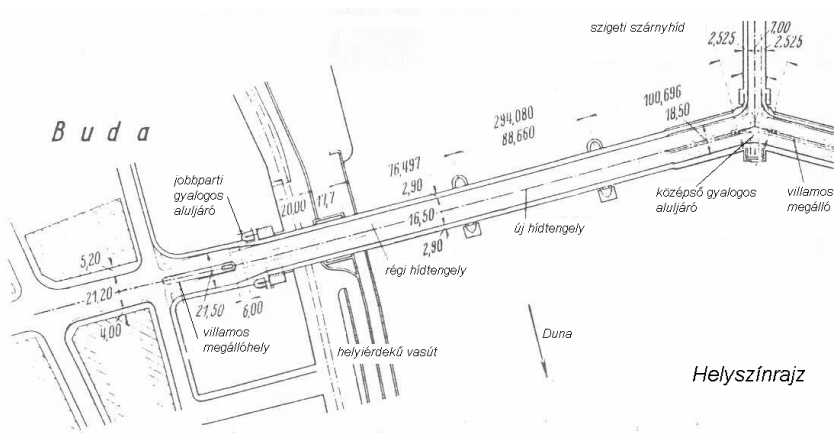 szigeti szárnyhíd
7,00
2,525
2,525
Buda
100,696
18,50
294,080
88,660
76,497
2,90
jobbparti
gyalogos
aluljáró
20,00
17,7
16,50
2,90
középső gyalogos
aluljáró
villamos
megálló
új hídtengely
régi hídtengely
5,20
21,20
4,00
21,50
6,00
villamos
megállóhely
helyiérdekű vasút
Duna
Helyszínrajz